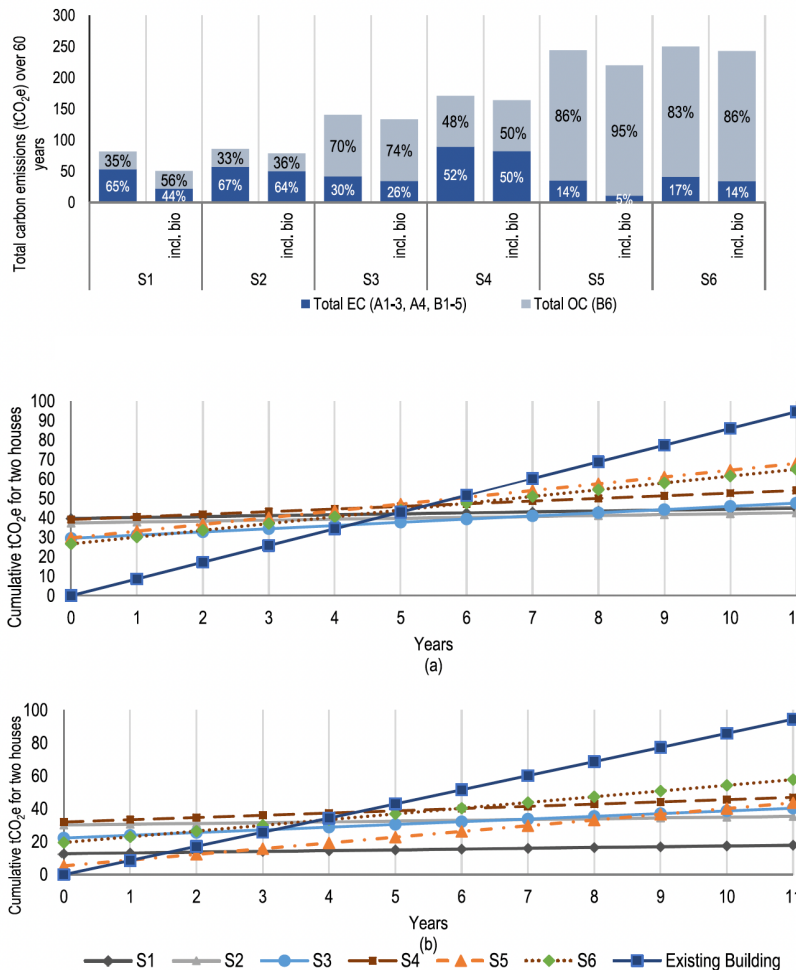 Total carbon emissions (tCO₂e) over 60
years
300
250
200
150
100
50
0
35%
65%
56%
44%
33%
67%
36%
64%
70%
30%
74%
26%
48%
52%
50%
50%
86%
14%
95%
5%
83%
17%
86%
14%
incl. bio
incl. bio
incl. bio
incl. bio
incl. bio
incl. bio
S1
S2
S3
S4
S5
S6
Total EC (A1-3, A4, B1-5)
Total OC (B6)
Cumulative tCO₂e for two houses
100
90
80
70
60
50
40
30
20
10
0
0 1 2 3 4 5 6 7 8 9 10 1
Years
(a)
Cumulative tCO₂e for two houses
100
80
60
40
20
0
0 1 2 3 4 5 6 7 8 9 10 11
Years
(b)
S1 S2 S3 S4 S5 S6 Existing Building